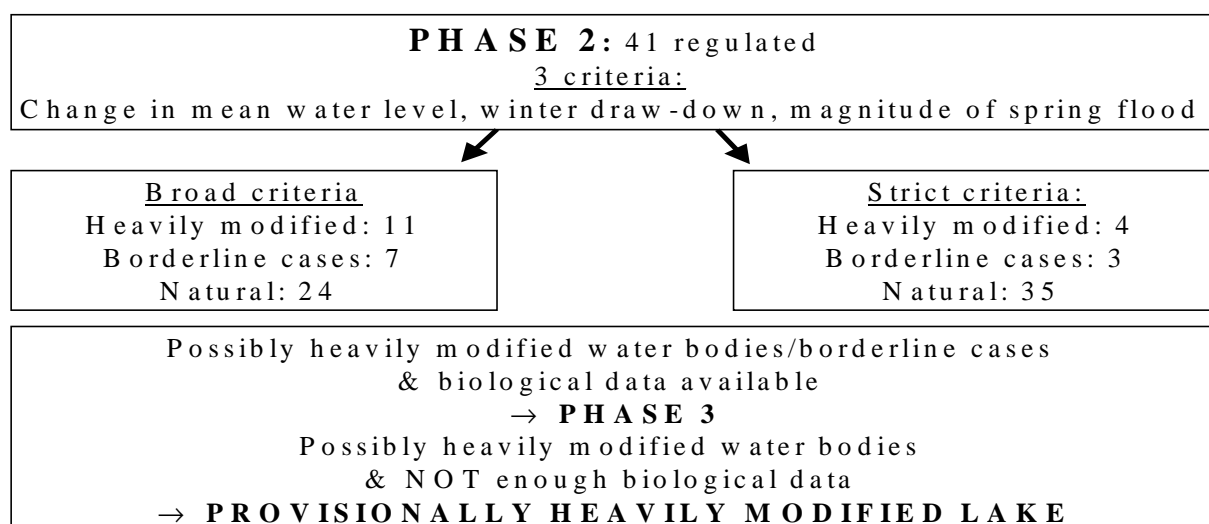 PHASE 2: 41 regulated
3 criteria:
Change in mean water level, winter draw-down, magnitude of spring flood
Broad criteria
Heavily modified: 11
Borderline cases: 7
Natural: 24
Strict criteria:
Heavily modified: 4
Borderline cases: 3
Natural: 35
Possibly heavily modified water bodies/borderline cases
& biological data available
→ PHASE 3
Possibly heavily modified water bodies
& NOT enough biological data
→ PROVISIONALLY HEAVILY MODIFIED LAKE